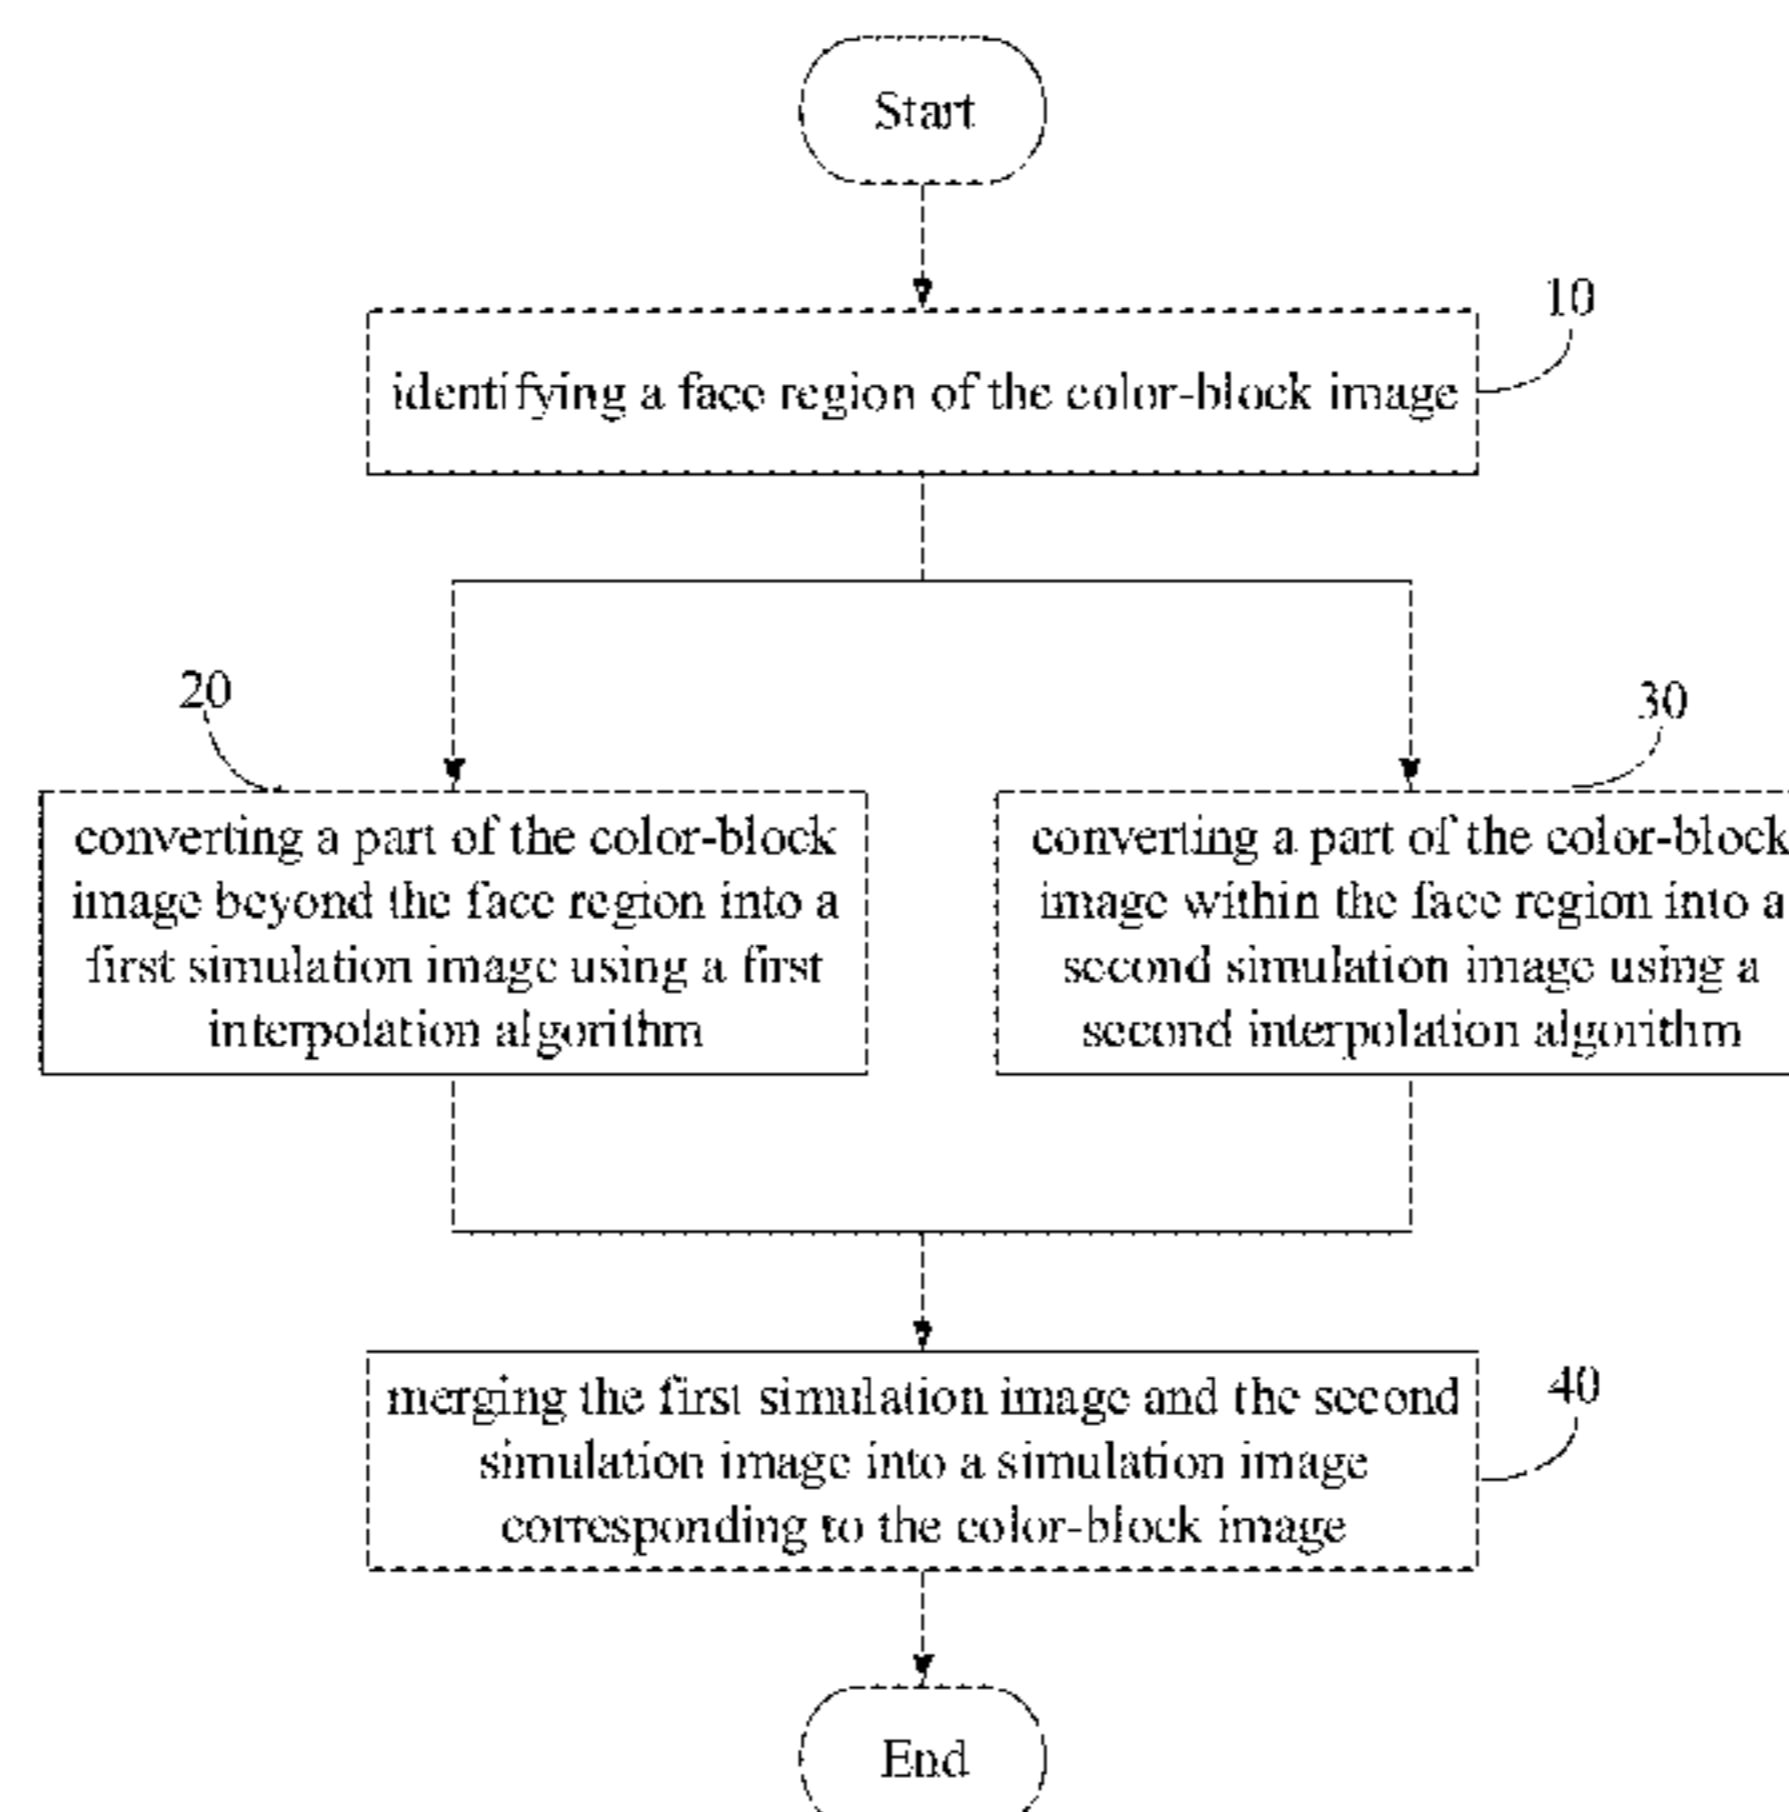 Start
10
identifying a face region of the color-block image
20
converting a part of the color-block
image beyond the face region into a
first simulation image using a first
interpolation algorithm
30
converting a part of the color-block
image within the face region into a
second simulation image using a
second interpolation algorithm
40
merging the first simulation image and the second
simulation image into a simulation image
corresponding to the color-block image
End